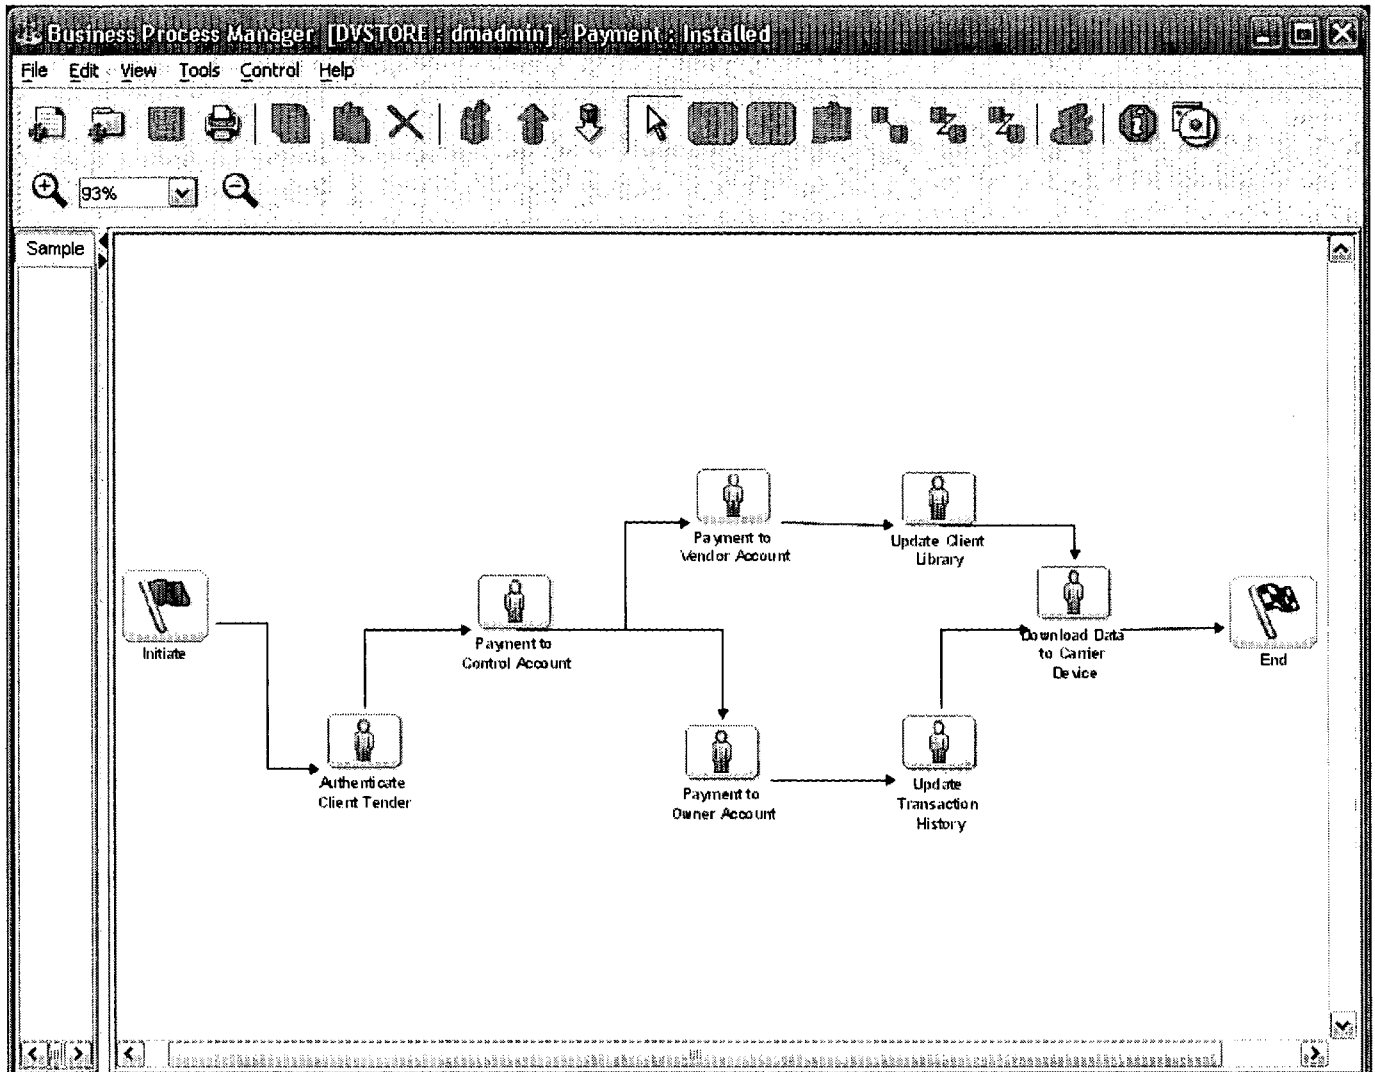 Business Process Manager [DVSTORE : dmadmin] - Payment : Installed
File Edit View Tools Control Help
93%
Sample
Payment to
Vendor Account
Update Client
Library
Initiate
Payment to
Control Account
Download Data
to Carrier
Device
End
Authenticate
Client Tender
Payment to
Owner Account
Update
Transaction
History